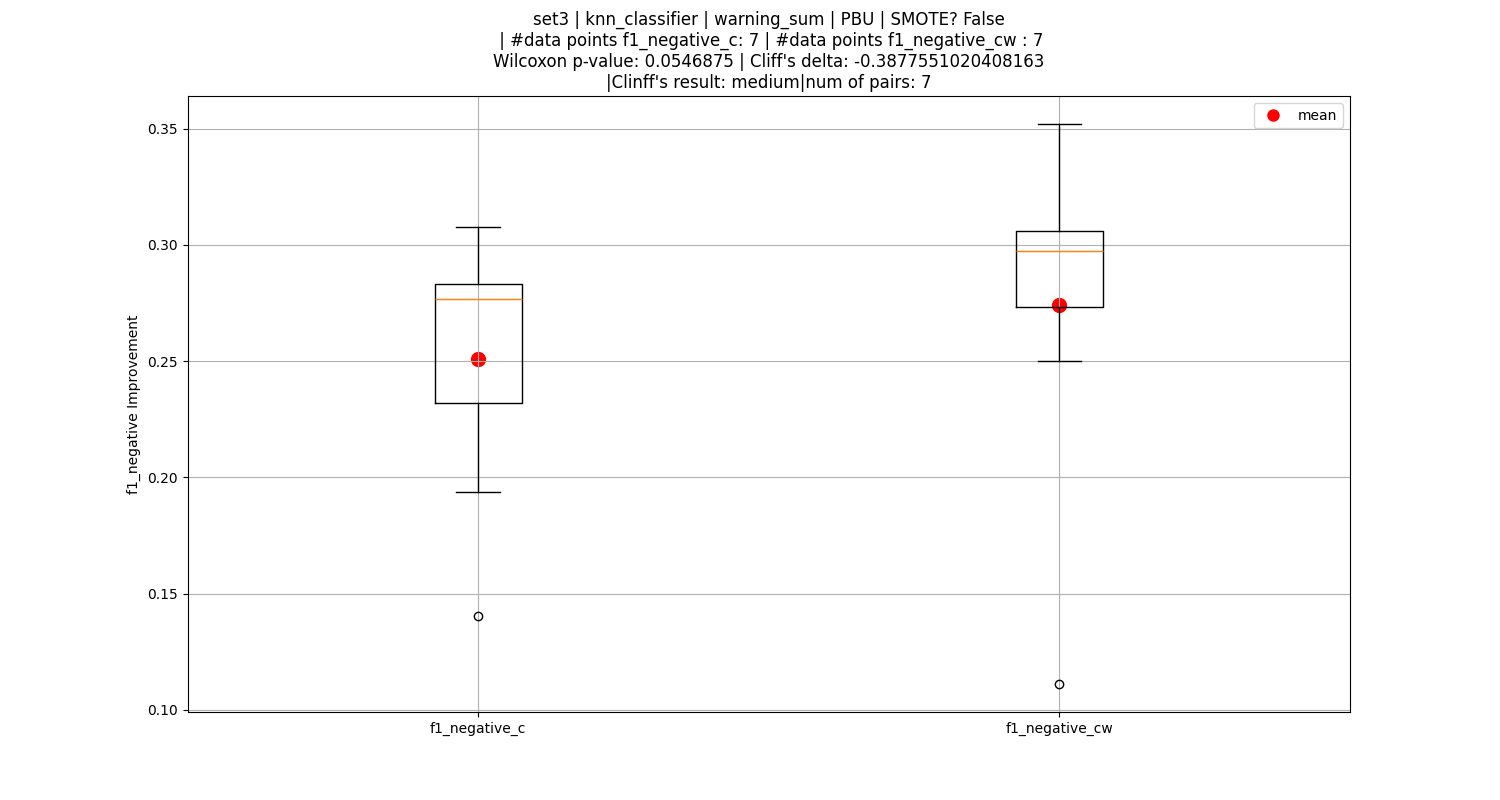 set3 | knn_classifier | warning_sum | PBU | SMOTE? False
| #data points f1_negative_c: 7 | #data points f1_negative_cw : 7
Wilcoxon p-value: 0.0546875 | Cliff's delta: -0.3877551020408163
|Clinff's result: medium|num of pairs: 7
mean
f1_negative Improvement
0.35
0.30
0.25
0.20
0.15
0.10
f1_negative_c
f1_negative_cw